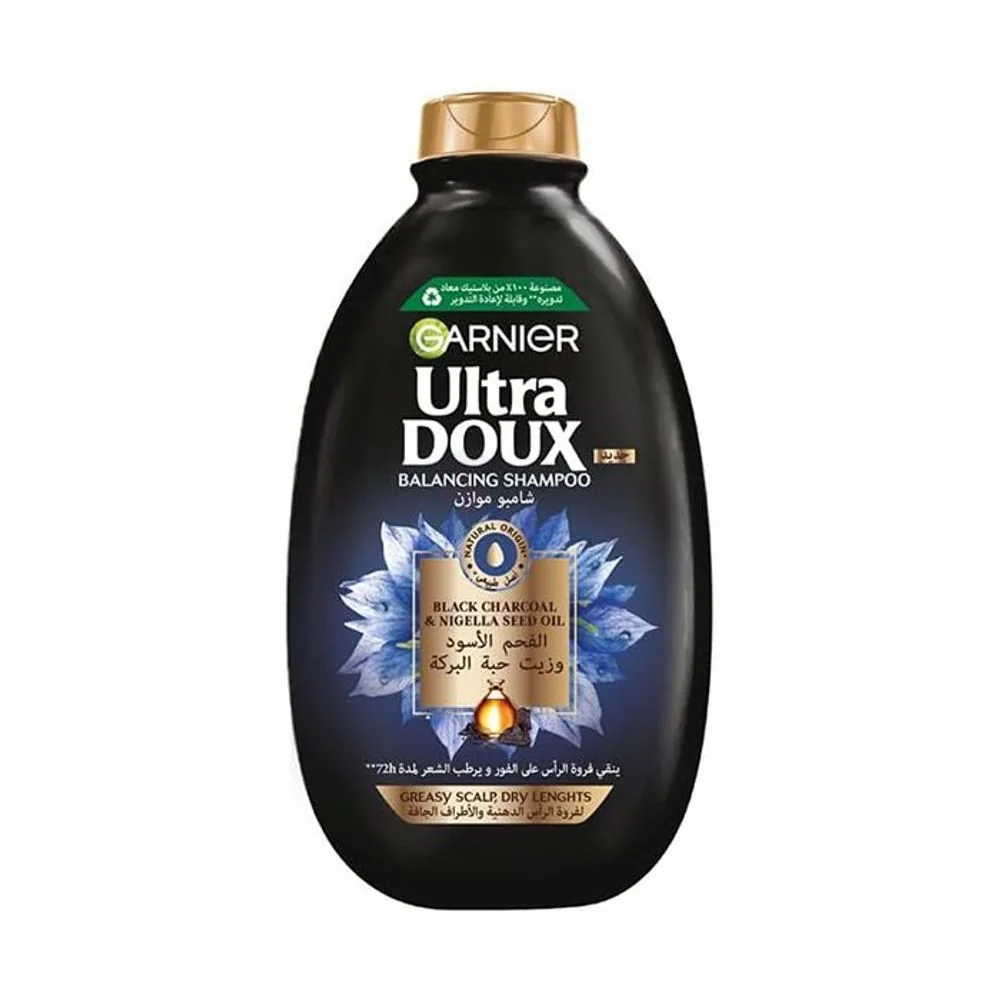 مصنوعة ١٠٠٪ من بلاستيك معاد
تدويره** وقابلة لإعادة التدوير
GARNIER
Ultra
DOUX
جديد
BALANCING SHAMPOO
شامبو موازن
NATURAL ORIGIN*
أصل طبيعي*
BLACK CHARCOAL
& NIGELLA SEED OIL
الفحم الأسود
وزيت حبة البركة
ينقي فروة الرأس على الفور و يرطب الشعر لمدة 72h**
GREASY SCALP, DRY LENGHTS
لفروة الرأس الدهنية والأطراف الجافة